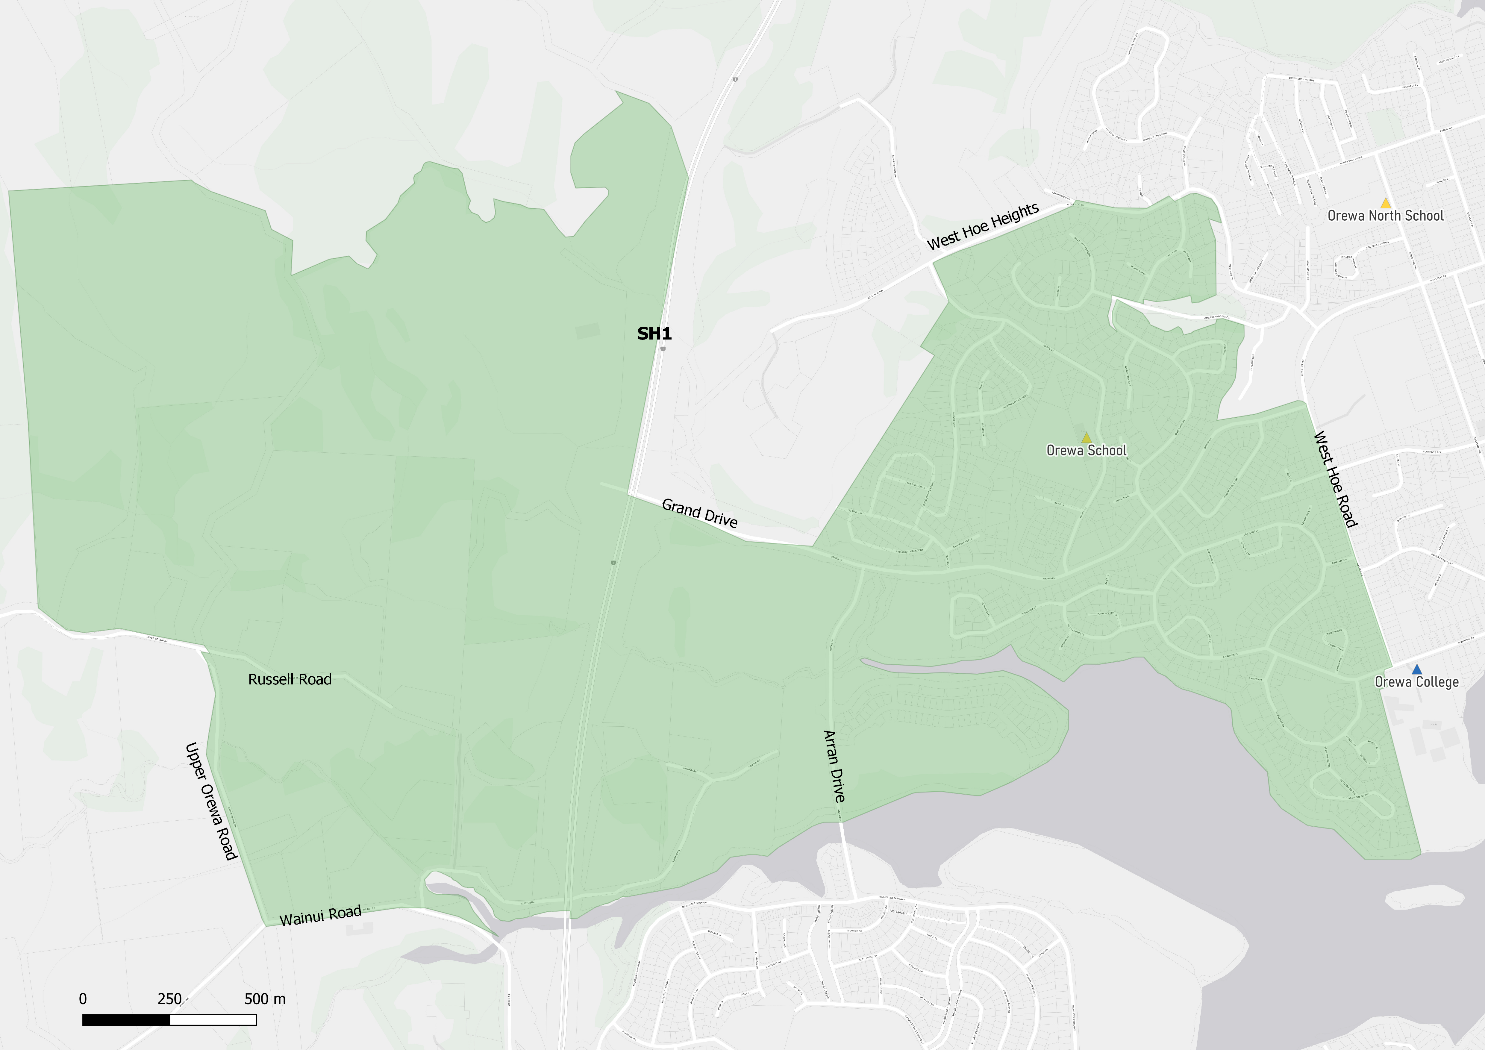 Orewa North School
West Hoe Heights
SH1
Orewa School
West Hoe Road
Grand Drive
Russell Road
Orewa College
Arran Drive
Upper Orewa Road
Wainui Road
0 250 500 m